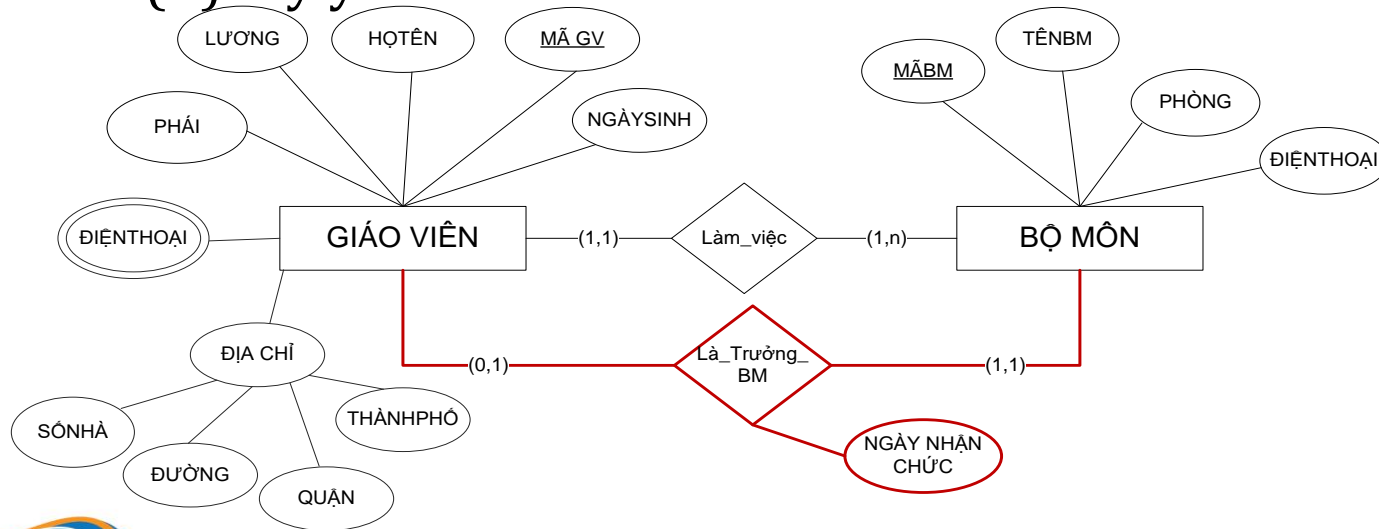 LƯƠNG
HỌTÊN
MÃ GV
TÊNBM
MÃBM
PHÁI
NGÀYSINH
PHÒNG
ĐIỆNTHOẠI
ĐIỆNTHOẠI
GIÁO VIÊN
(1,1)
Làm_việc
(1,n)
BỘ MÔN
ĐỊA CHỈ
(0,1)
Là_Trưởng_
BM
(1,1)
SỐNHÀ
ĐƯỜNG
QUẬN
THÀNHPHỐ
NGÀY NHẬN
CHỨC